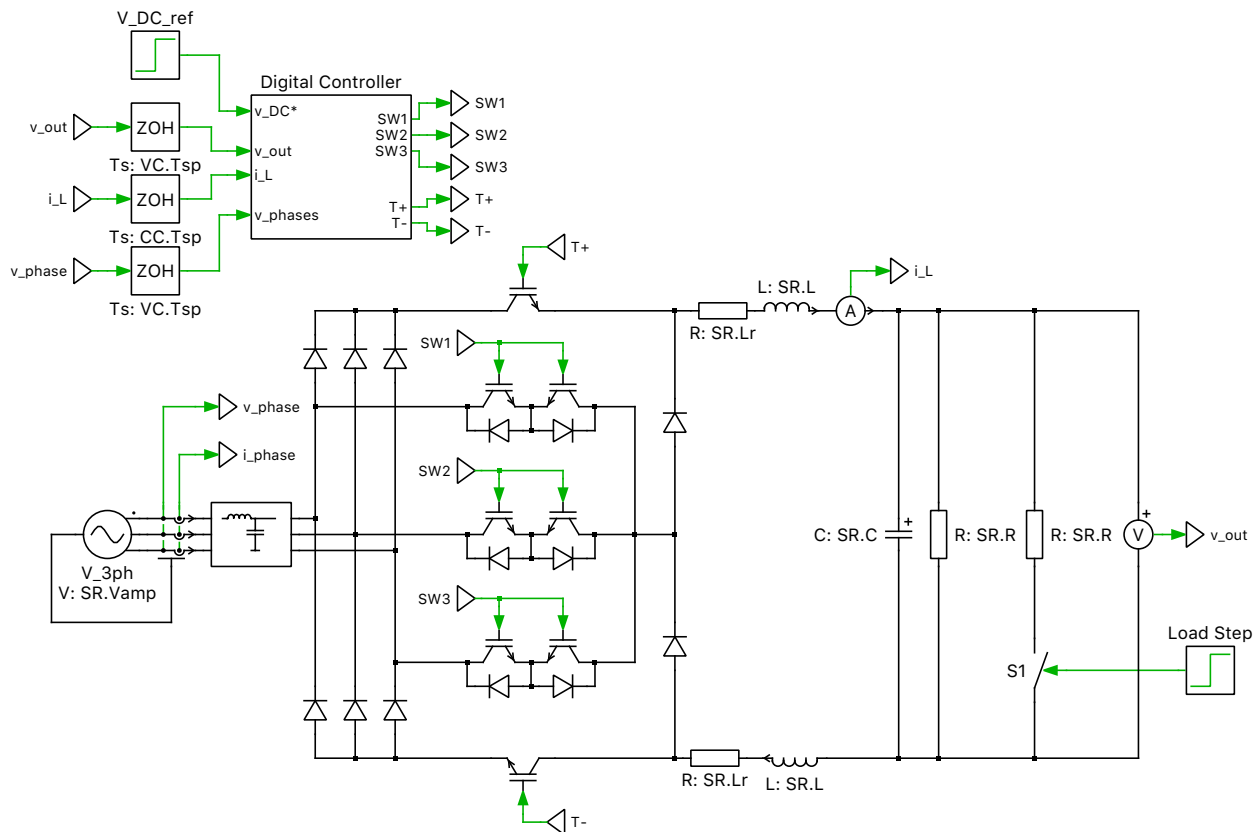 V_DC_ref
Digital Controller
v_DC*
v_out
i_L
v_phases
SW1
SW2
SW3
T+
T-
SW1
SW2
SW3
T+
T-
v_out
ZOH
Ts: VC.Tsp
i_L
ZOH
Ts: CC.Tsp
v_phase
ZOH
Ts: VC.Tsp
T+
R: SR.Lr
L: SR.L
A
i_L
SW1
v_phase
i_phase
SW2
V_3ph
V: SR.Vamp
SW3
C: SR.C
+
R: SR.R
R: SR.R
+
V
v_out
Load Step
S1
R: SR.Lr
L: SR.L
T-